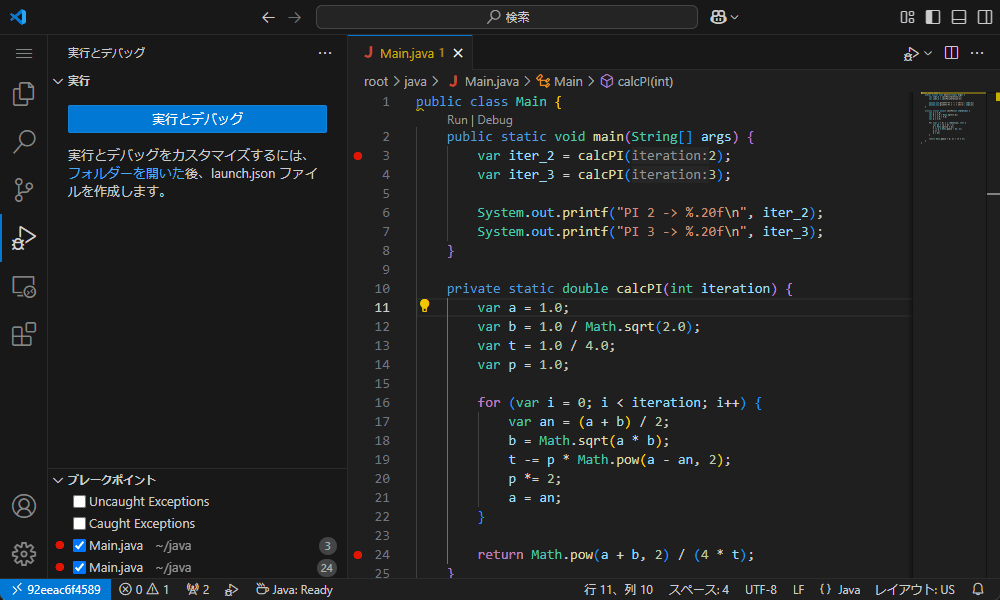 検索
実行とデバッグ
実行
実行とデバッグ
実行とデバッグをカスタマイズするには、
フォルダーを開いた後、launch.json ファイ
ルを作成します。
ブレークポイント
Uncaught Exceptions
Caught Exceptions
Main.java ~/java 3
Main.java ~/java 24
J Main.java 1
root > java > J Main.java > Main > calcPI(int)
1 public class Main {
Run | Debug
2 public static void main(String[] args) {
3 var iter_2 = calcPI(iteration:2);
4 var iter_3 = calcPI(iteration:3);
5
6 System.out.printf("PI 2 -> %.20f\n", iter_2);
7 System.out.printf("PI 3 -> %.20f\n", iter_3);
8 }
9
10 private static double calcPI(int iteration) {
11 var a = 1.0;
12 var b = 1.0 / Math.sqrt(2.0);
13 var t = 1.0 / 4.0;
14 var p = 1.0;
15
16 for (var i = 0; i < iteration; i++) {
17 var an = (a + b) / 2;
18 b = Math.sqrt(a * b);
19 t -= p * Math.pow(a - an, 2);
20 p *= 2;
21 a = an;
22 }
23
24 return Math.pow(a + b, 2) / (4 * t);
25 }
92eeac6f4589 0 1 2 Java: Ready 行 11、列 10 スペース: 4 UTF-8 LF {} Java レイアウト: US